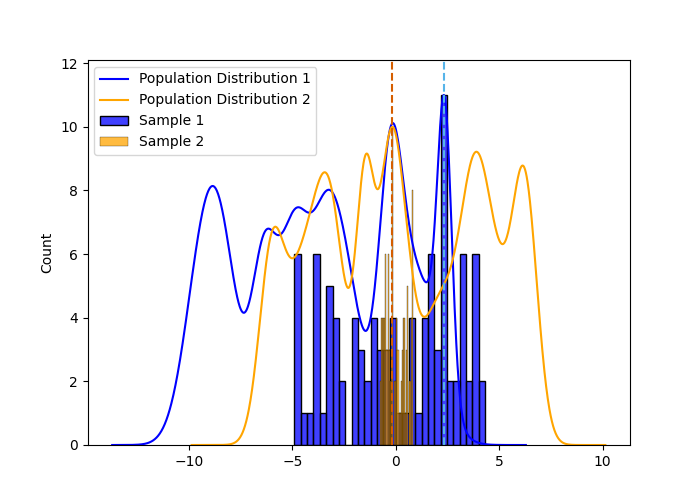 12
10
8
6
4
2
0
Count
Population Distribution 1
Population Distribution 2
Sample 1
Sample 2
−10
−5
0
5
10